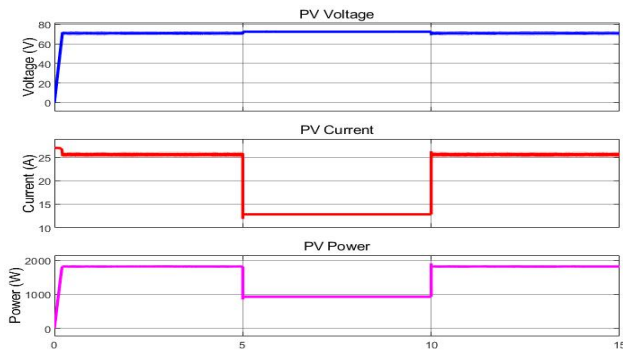 PV Voltage
80
60
40
20
0
Voltage (V)
PV Current
25
20
15
10
Current (A)
PV Power
2000
1000
0
Power (W)
0 5 10 15